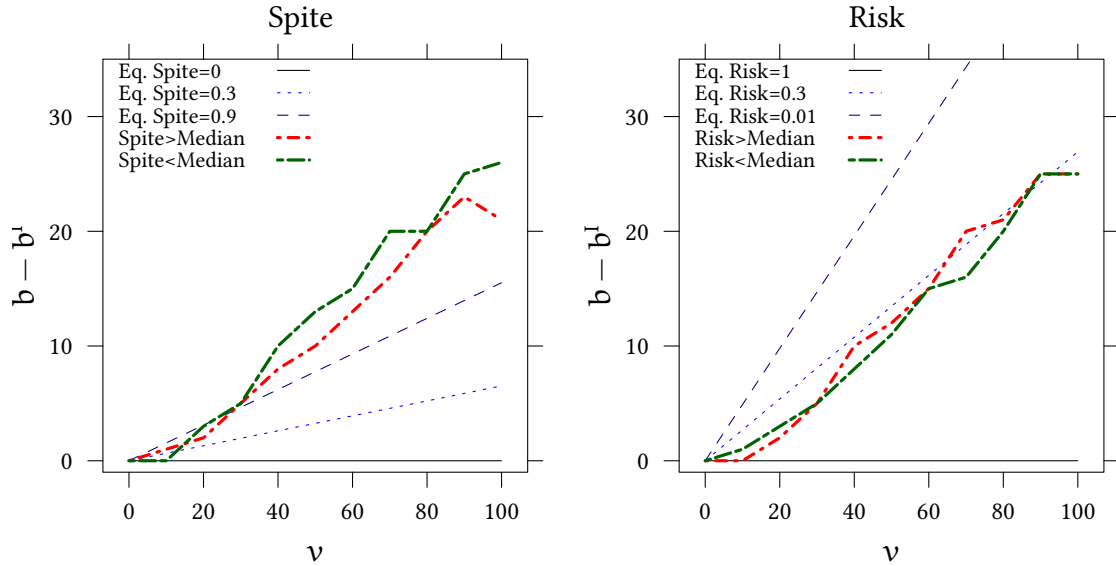 Spite
Eq. Spite=0
Eq. Spite=0.3
Eq. Spite=0.9
Spite>Median
Spite<Median
30
20
10
0
b − bᴵ
0 20 40 60 80 100
ν
Risk
Eq. Risk=1
Eq. Risk=0.3
Eq. Risk=0.01
Risk>Median
Risk<Median
30
20
10
0
b − bᴵ
0 20 40 60 80 100
ν